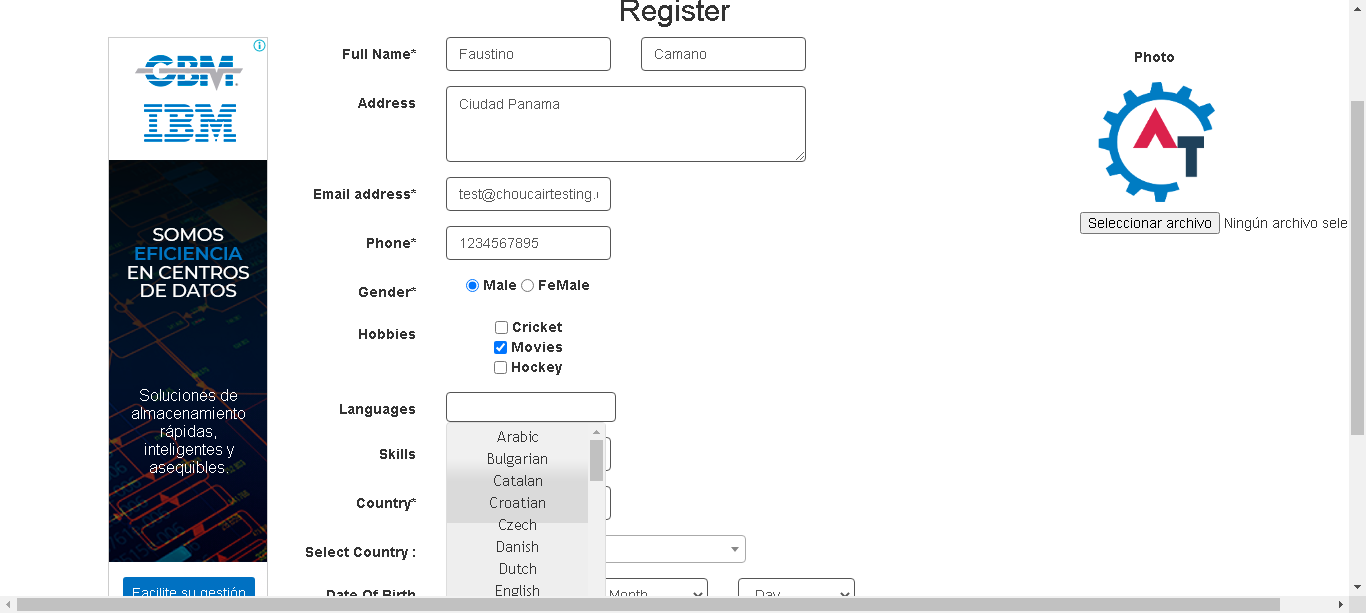 Register
GBM
IBM
SOMOS
EFICIENCIA
EN CENTROS
DE DATOS
Soluciones de
almacenamiento
rápidas,
inteligentes y
asequibles.
Facilite su gestión
Full Name* Faustino Camano
Address Ciudad Panama
Email address* test@choucairtesting.
Phone* 1234567895
Gender* Male FeMale
Hobbies Cricket
Movies
Hockey
Languages
Arabic
Skills Bulgarian
Catalan
Country* Croatian
Czech
Select Country : Danish
Dutch
Date Of Birth English Month Day
Photo
AT
Seleccionar archivo Ningún archivo sele